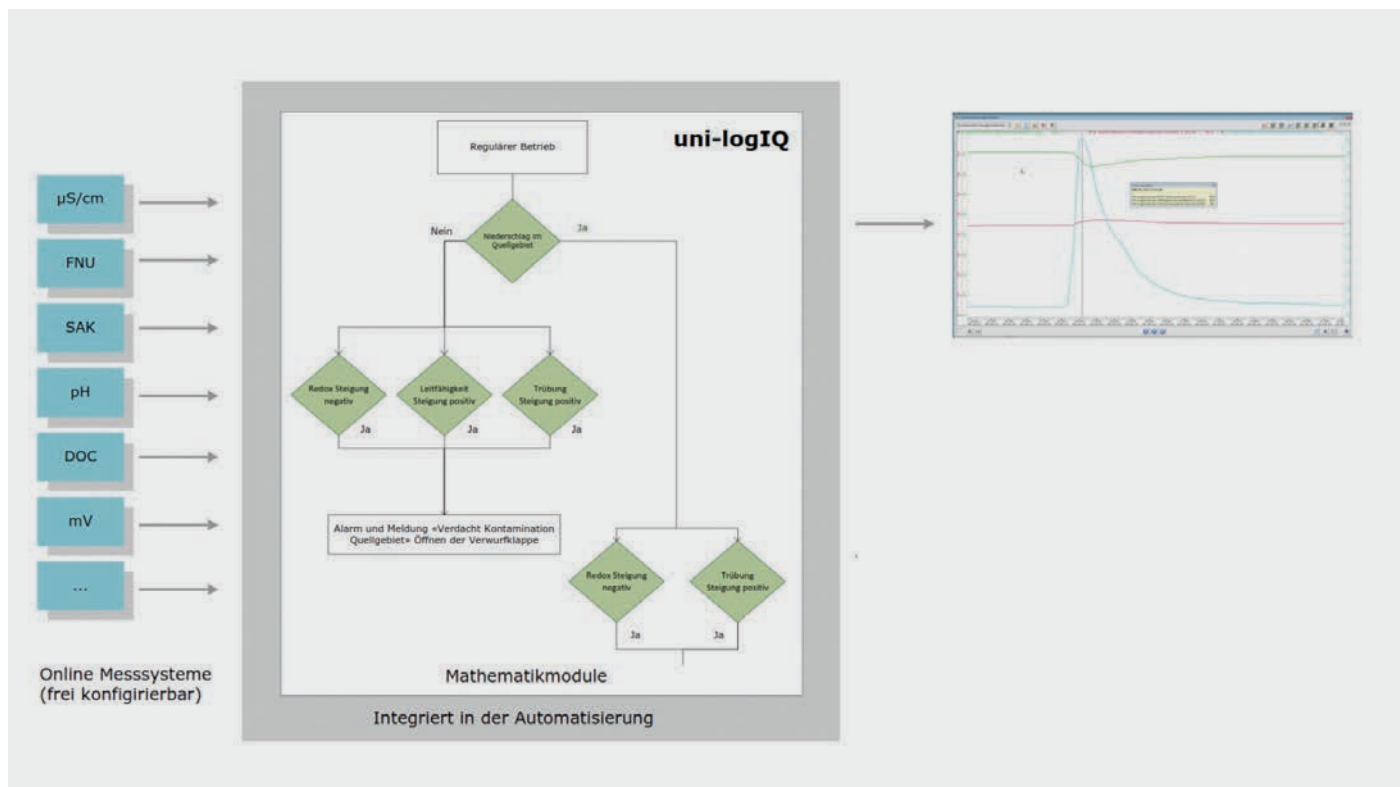 uni-logIQ
Regulärer Betrieb
Nein
Niederschlag im
Quellgebiet
Ja
µS/cm
FNU
SAK
pH
DOC
mV
...
Redox Steigung
negativ
Leitfähigkeit
Steigung positiv
Trübung
Steigung positiv
Ja
Ja
Ja
Alarm und Meldung «Verdacht Kontamination
Quellgebiet» Öffnen der Verwurfklappe
Redox Steigung
negativ
Trübung
Steigung positiv
Ja
Ja
Online Messsysteme
(frei konfigirierbar)
Mathematikmodule
Integriert in der Automatisierung